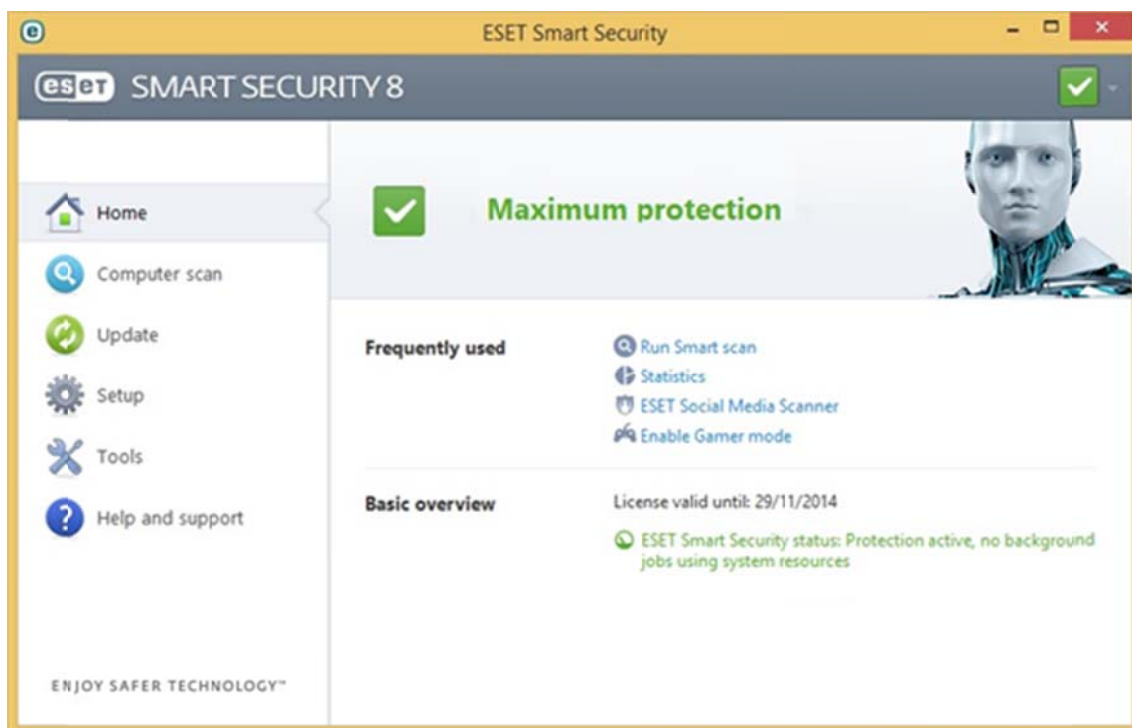 ESET Smart Security
eset SMART SECURITY 8
Maximum protection
Home
Computer scan
Update
Setup
Tools
Help and support
Frequently used
Run Smart scan
Statistics
ESET Social Media Scanner
Enable Gamer mode
Basic overview
License valid until: 29/11/2014
ESET Smart Security status: Protection active, no background
jobs using system resources
ENJOY SAFER TECHNOLOGY™